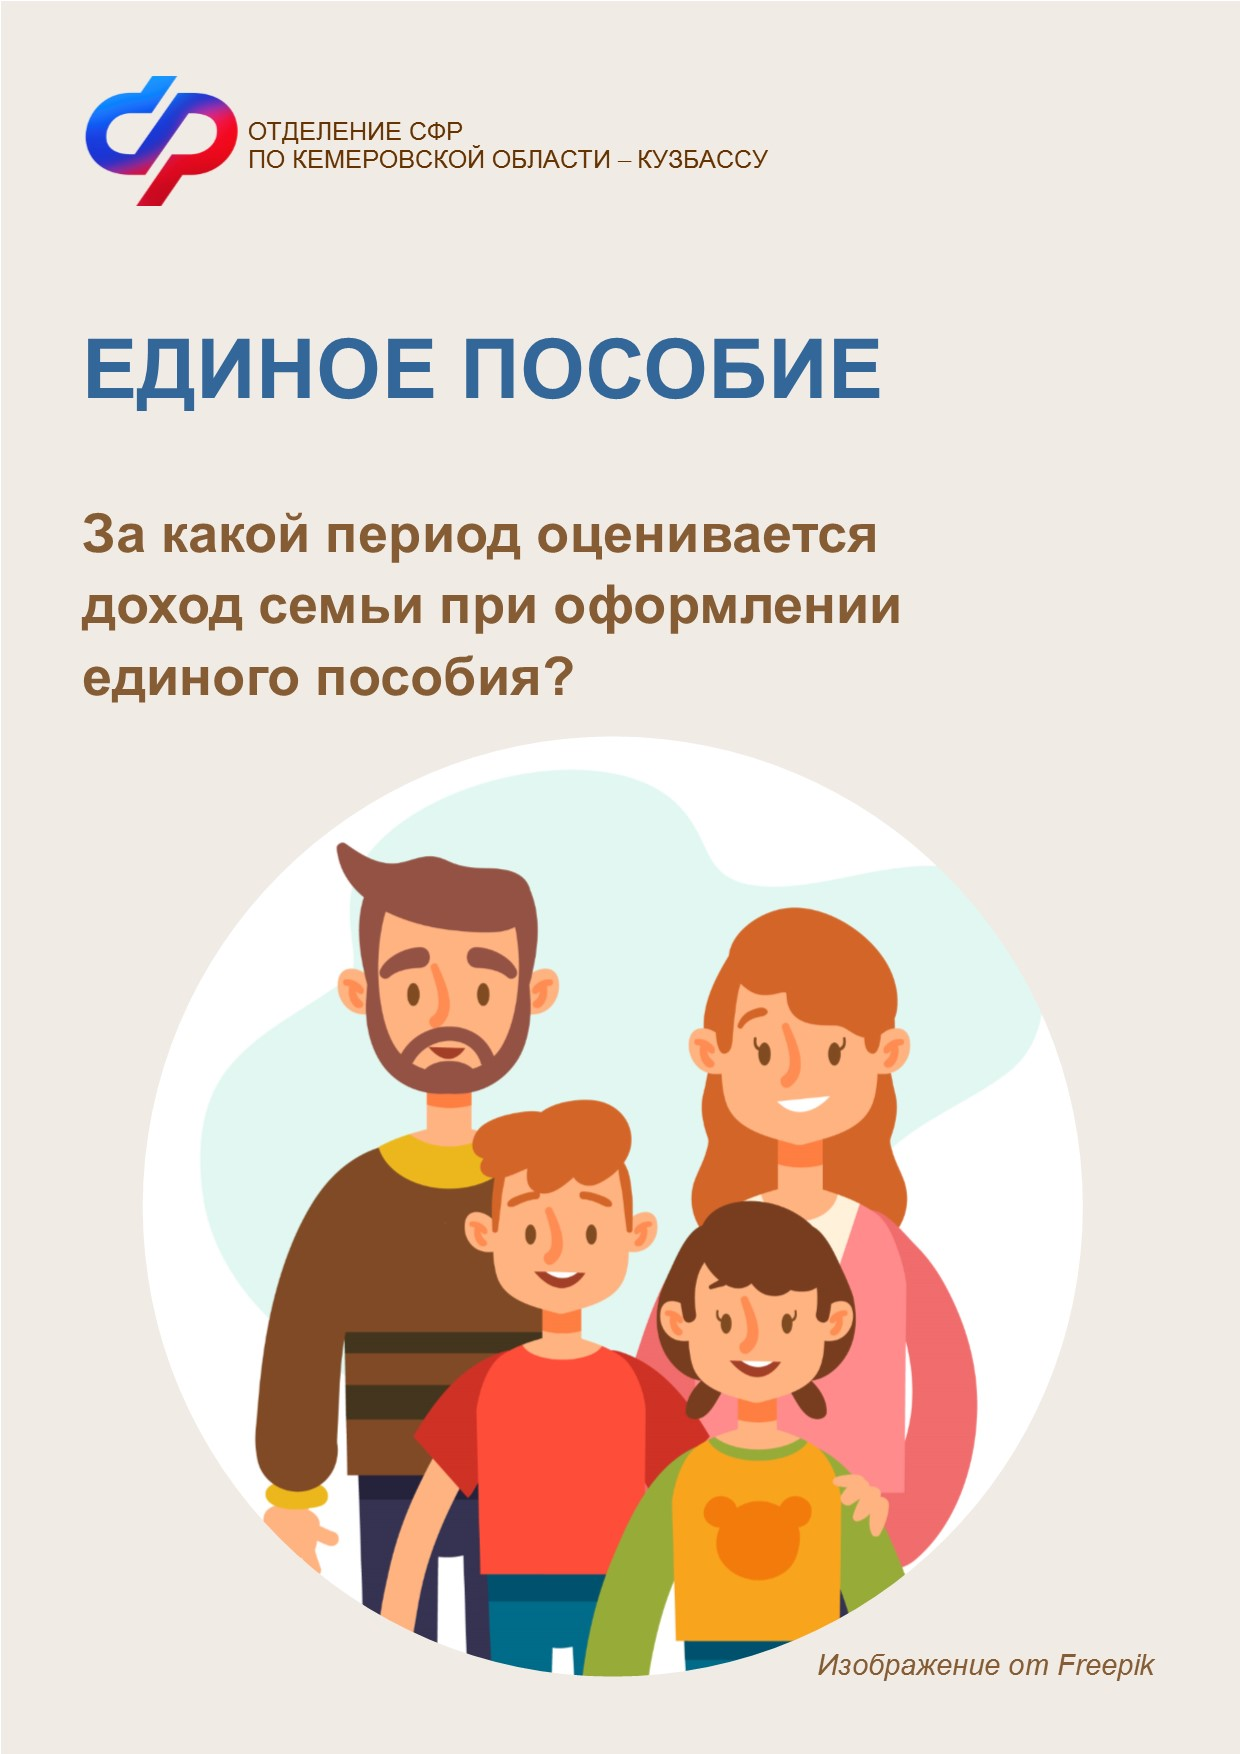 ОТДЕЛЕНИЕ СФР
ПО КЕМЕРОВСКОЙ ОБЛАСТИ – КУЗБАССУ
ЕДИНОЕ ПОСОБИЕ
За какой период оценивается
доход семьи при оформлении
единого пособия?
Изображение от Freepik